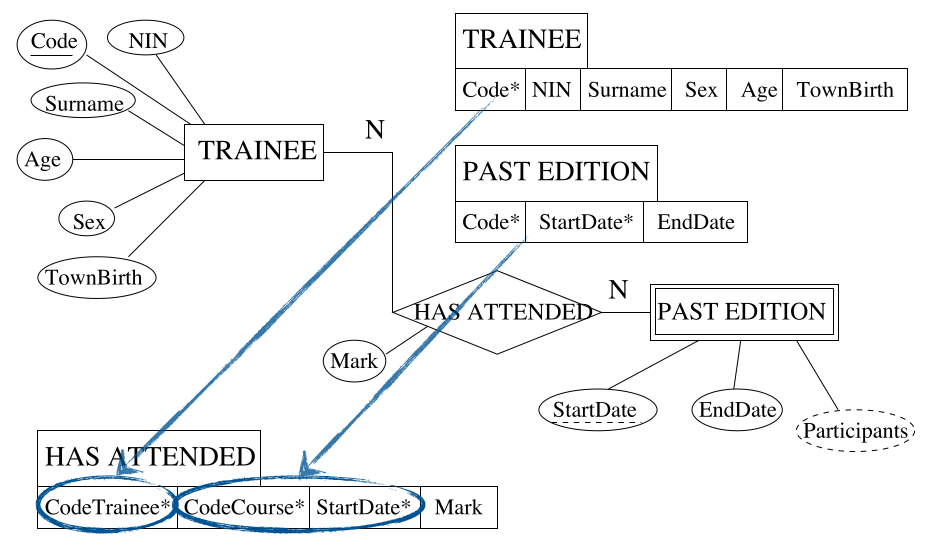 Code
NIN
Surname
Age
Sex
TownBirth
TRAINEE
N
TRAINEE
Code* NIN Surname Sex Age TownBirth
PAST EDITION
Code* StartDate* EndDate
HAS ATTENDED
N
PAST EDITION
Mark
StartDate
EndDate
Participants
HAS ATTENDED
CodeTrainee* CodeCourse* StartDate* Mark